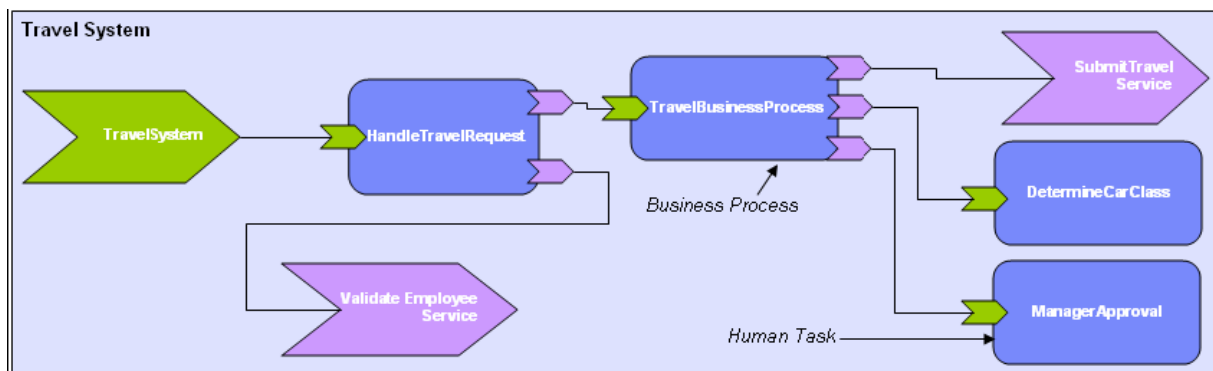 Travel System
TravelSystem
HandleTravelRequest
TravelBusinessProcess
SubmitTravel
Service
Business Process
DetermineCarClass
Validate Employee
Service
ManagerApproval
Human Task